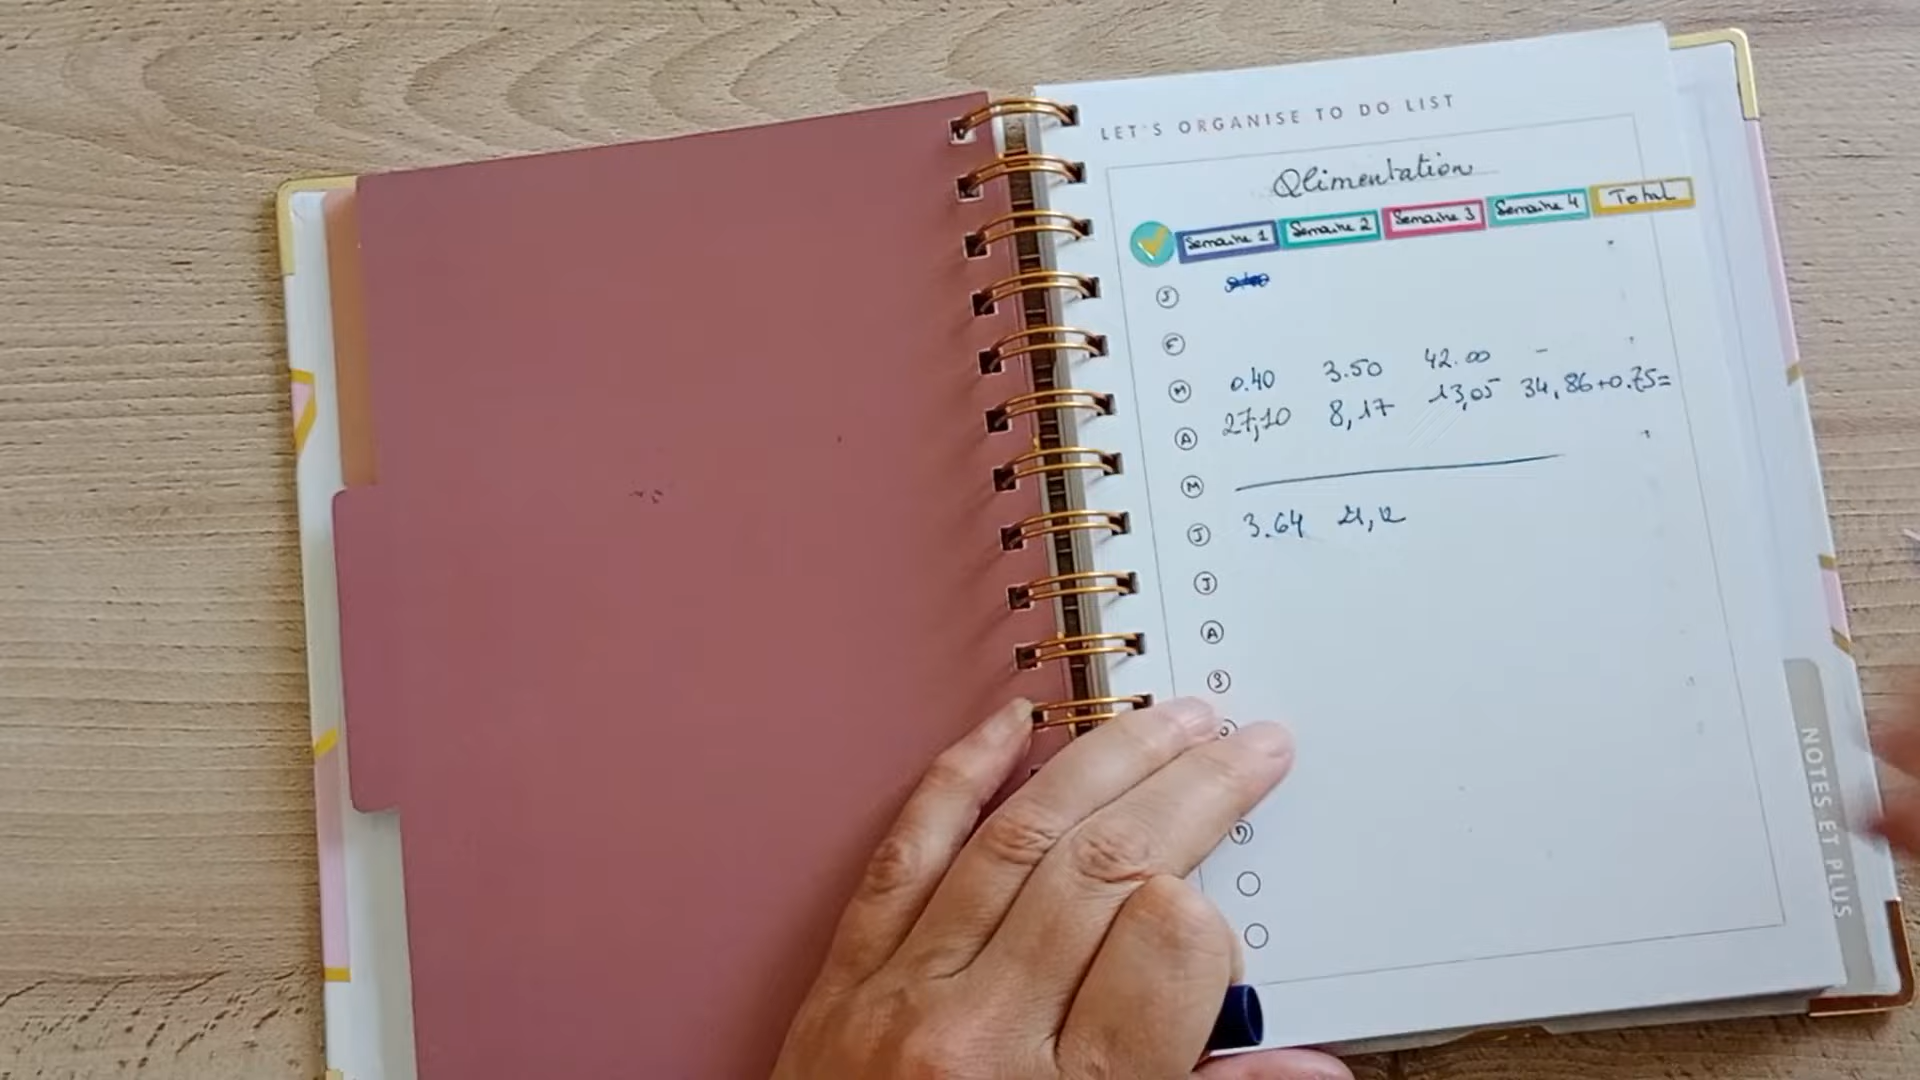 LET'S ORGANISE TO DO LIST
Alimentation
Semaine 1 Semaine 2 Semaine 3 Semaine 4 Total
J
F
M 0.40 3.50 42.00 -
A 27,10 8,17 13,05 34,86+0.75=
M
J 3.64 21,12
J
A
S
O
D
NOTES ET PLUS